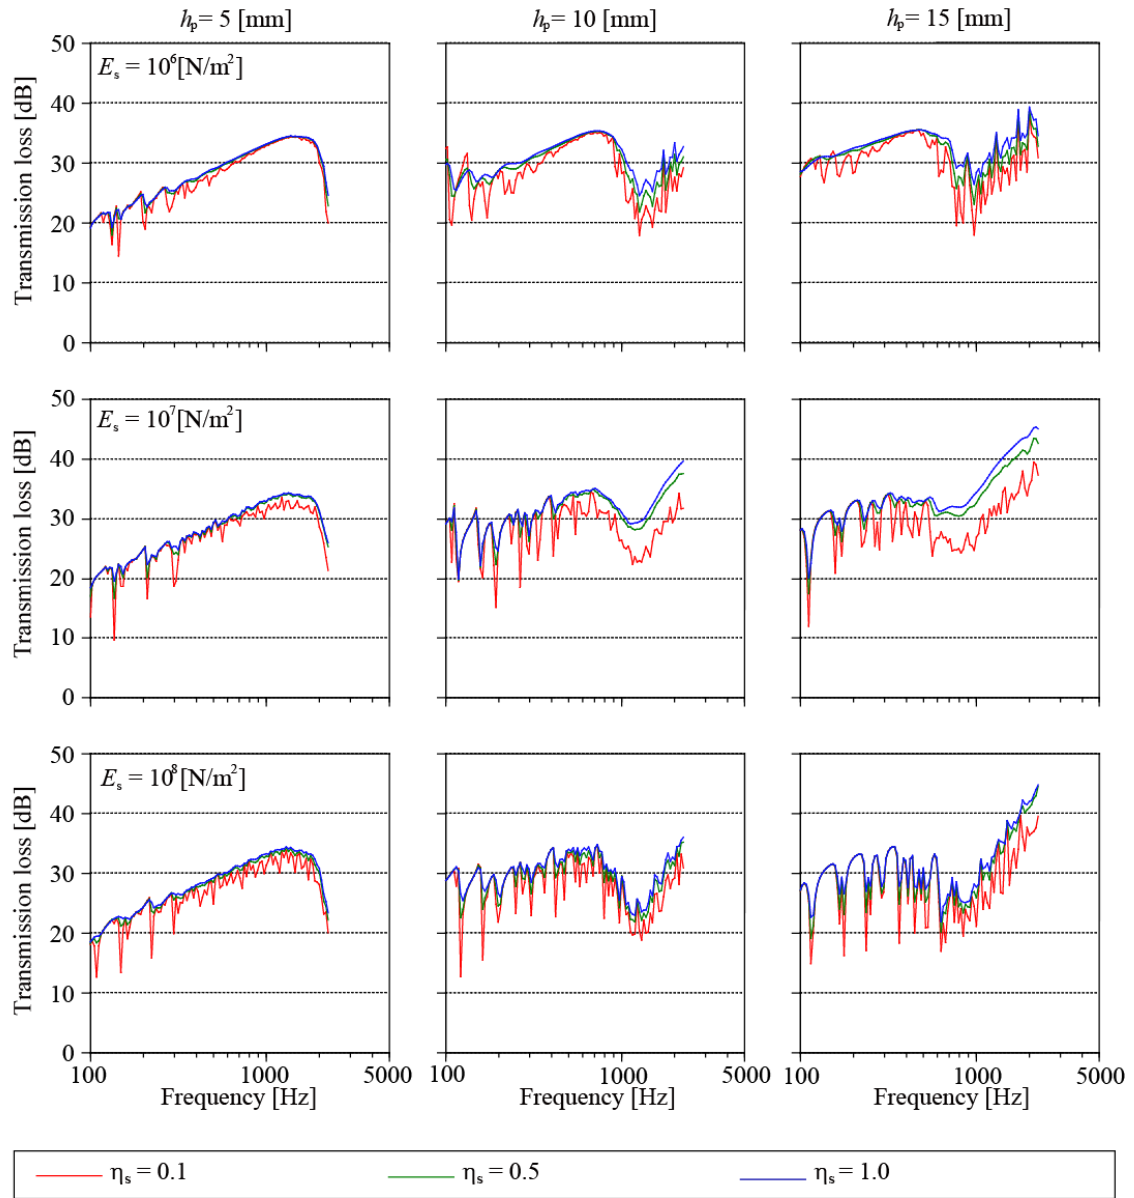 hp = 5 [mm] hp = 10 [mm] hp = 15 [mm]
Transmission loss [dB]
50
40
30
20
10
0
Es = 10^6 [N/m^2]
Transmission loss [dB]
50
40
30
20
10
0
Es = 10^7 [N/m^2]
Transmission loss [dB]
50
40
30
20
10
0
Es = 10^8 [N/m^2]
100 1000 5000 100 1000 5000 100 1000 5000
Frequency [Hz] Frequency [Hz] Frequency [Hz]
ηs = 0.1 ηs = 0.5 ηs = 1.0